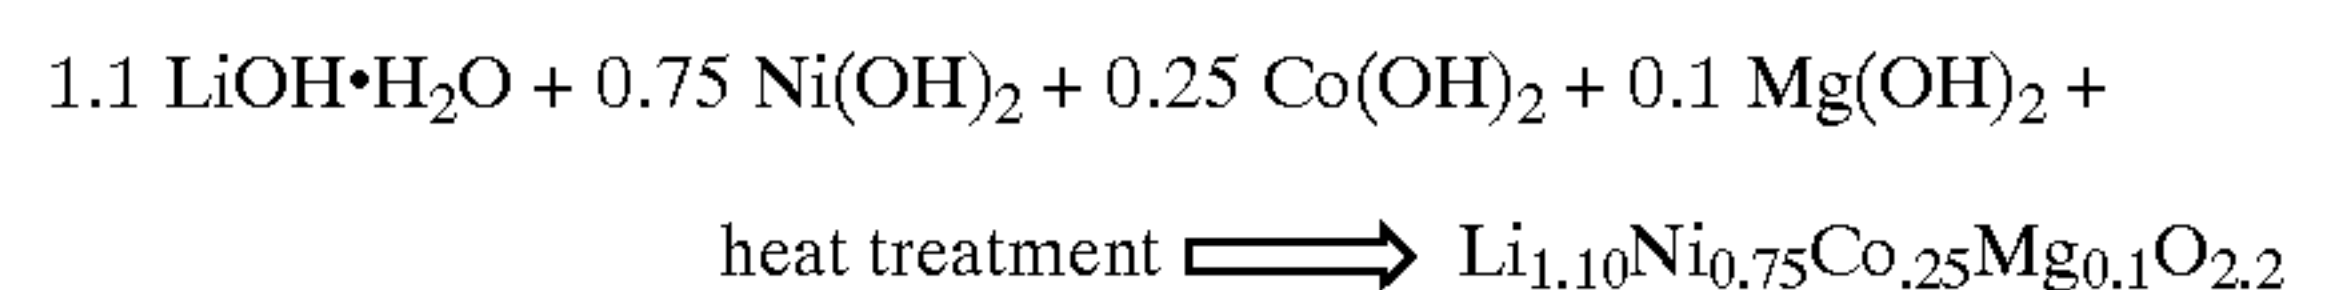 1.1 LiOH•H₂O + 0.75 Ni(OH)₂ + 0.25 Co(OH)₂ + 0.1 Mg(OH)₂ +
heat treatment ⇒ Li₁.₁₀Ni₀.₇₅Co.₂₅Mg₀.₁O₂.₂